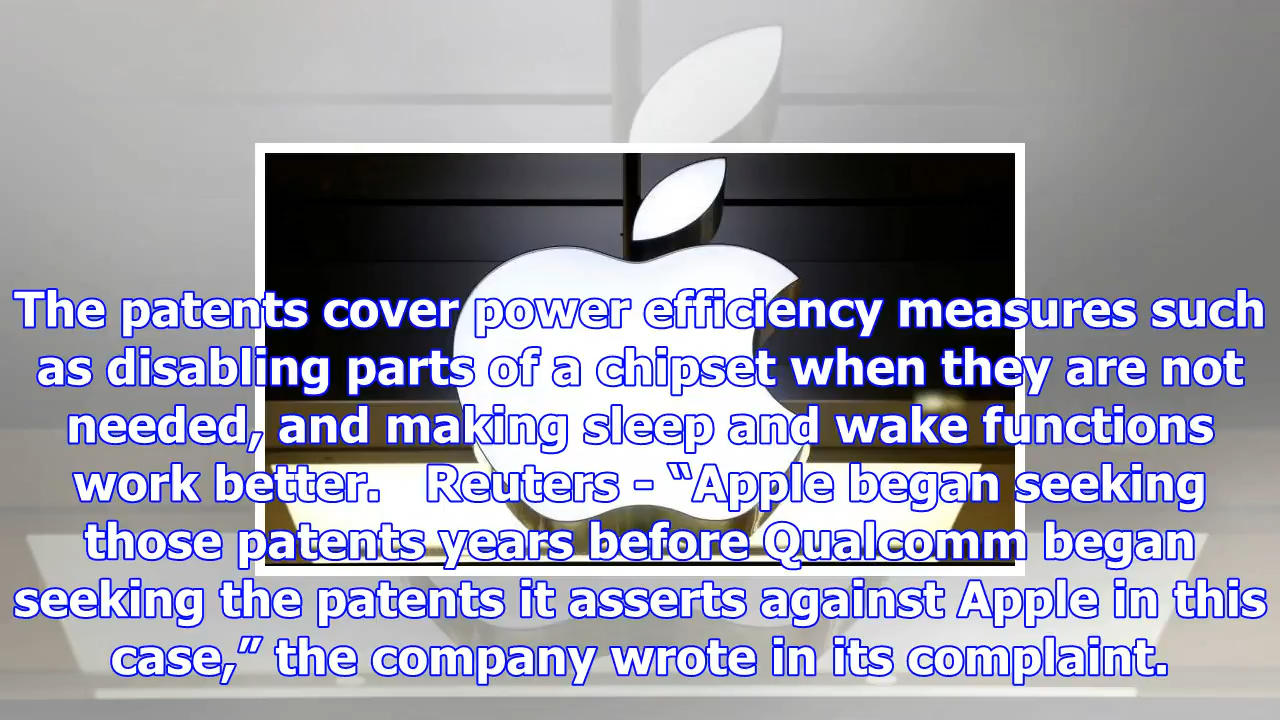 The patents cover power efficiency measures such
as disabling parts of a chipset when they are not
needed, and making sleep and wake functions
work better.   Reuters - “Apple began seeking
those patents years before Qualcomm began
seeking the patents it asserts against Apple in this
case,” the company wrote in its complaint.